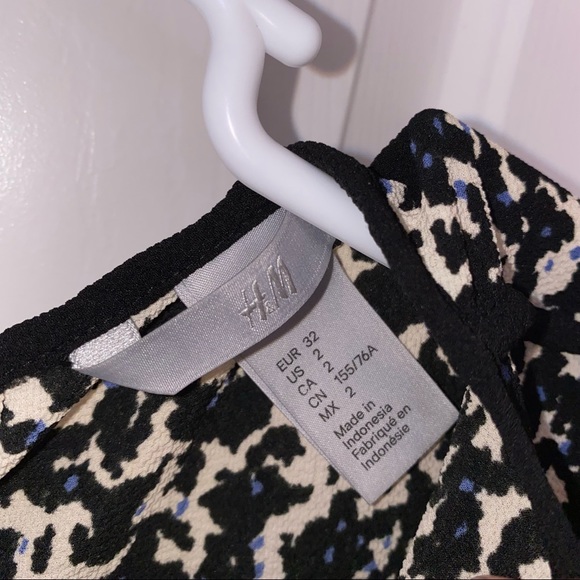 H&M
EUR 32
US 2
CA 2
CN 155/76A
MX 2
Made in
Indonesia
Fabriqué en
Indonésie